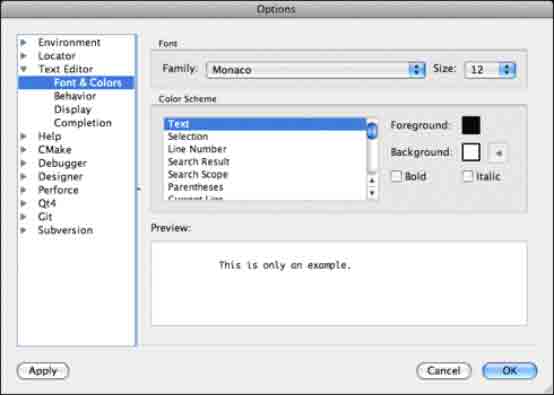 Options
Environment
Locator
Text Editor
Font & Colors
Behavior
Display
Completion
Help
CMake
Debugger
Designer
Perforce
Qt4
Git
Subversion
Font
Family: Monaco Size: 12
Color Scheme
Text
Selection
Line Number
Search Result
Search Scope
Parentheses
Current Line
Foreground:
Background:
Bold Italic
Preview:
This is only an example.
Apply Cancel OK